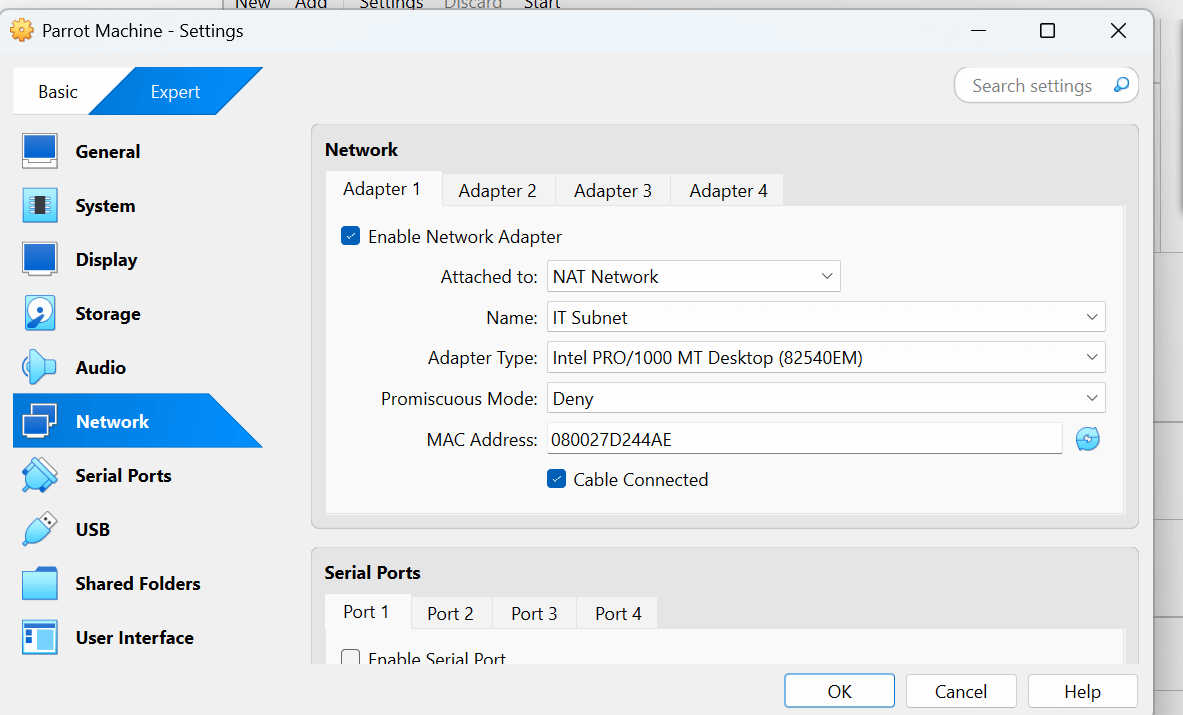 New Add Settings Discard Start
Parrot Machine - Settings
Basic Expert
Search settings
General
System
Display
Storage
Audio
Network
Serial Ports
USB
Shared Folders
User Interface
Network
Adapter 1 Adapter 2 Adapter 3 Adapter 4
Enable Network Adapter
Attached to: NAT Network
Name: IT Subnet
Adapter Type: Intel PRO/1000 MT Desktop (82540EM)
Promiscuous Mode: Deny
MAC Address: 080027D244AE
Cable Connected
Serial Ports
Port 1 Port 2 Port 3 Port 4
Enable Serial Port
OK Cancel Help